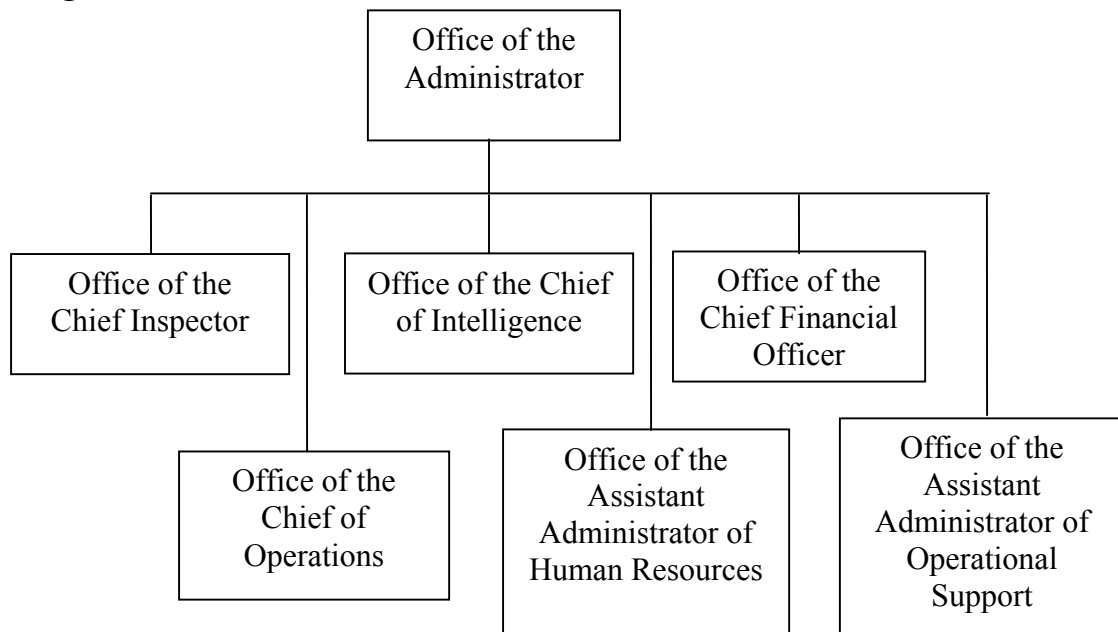 Office of the
Administrator
Office of the
Chief Inspector
Office of the Chief
of Intelligence
Office of the
Chief Financial
Officer
Office of the
Chief of
Operations
Office of the
Assistant
Administrator of
Human Resources
Office of the
Assistant
Administrator of
Operational
Support